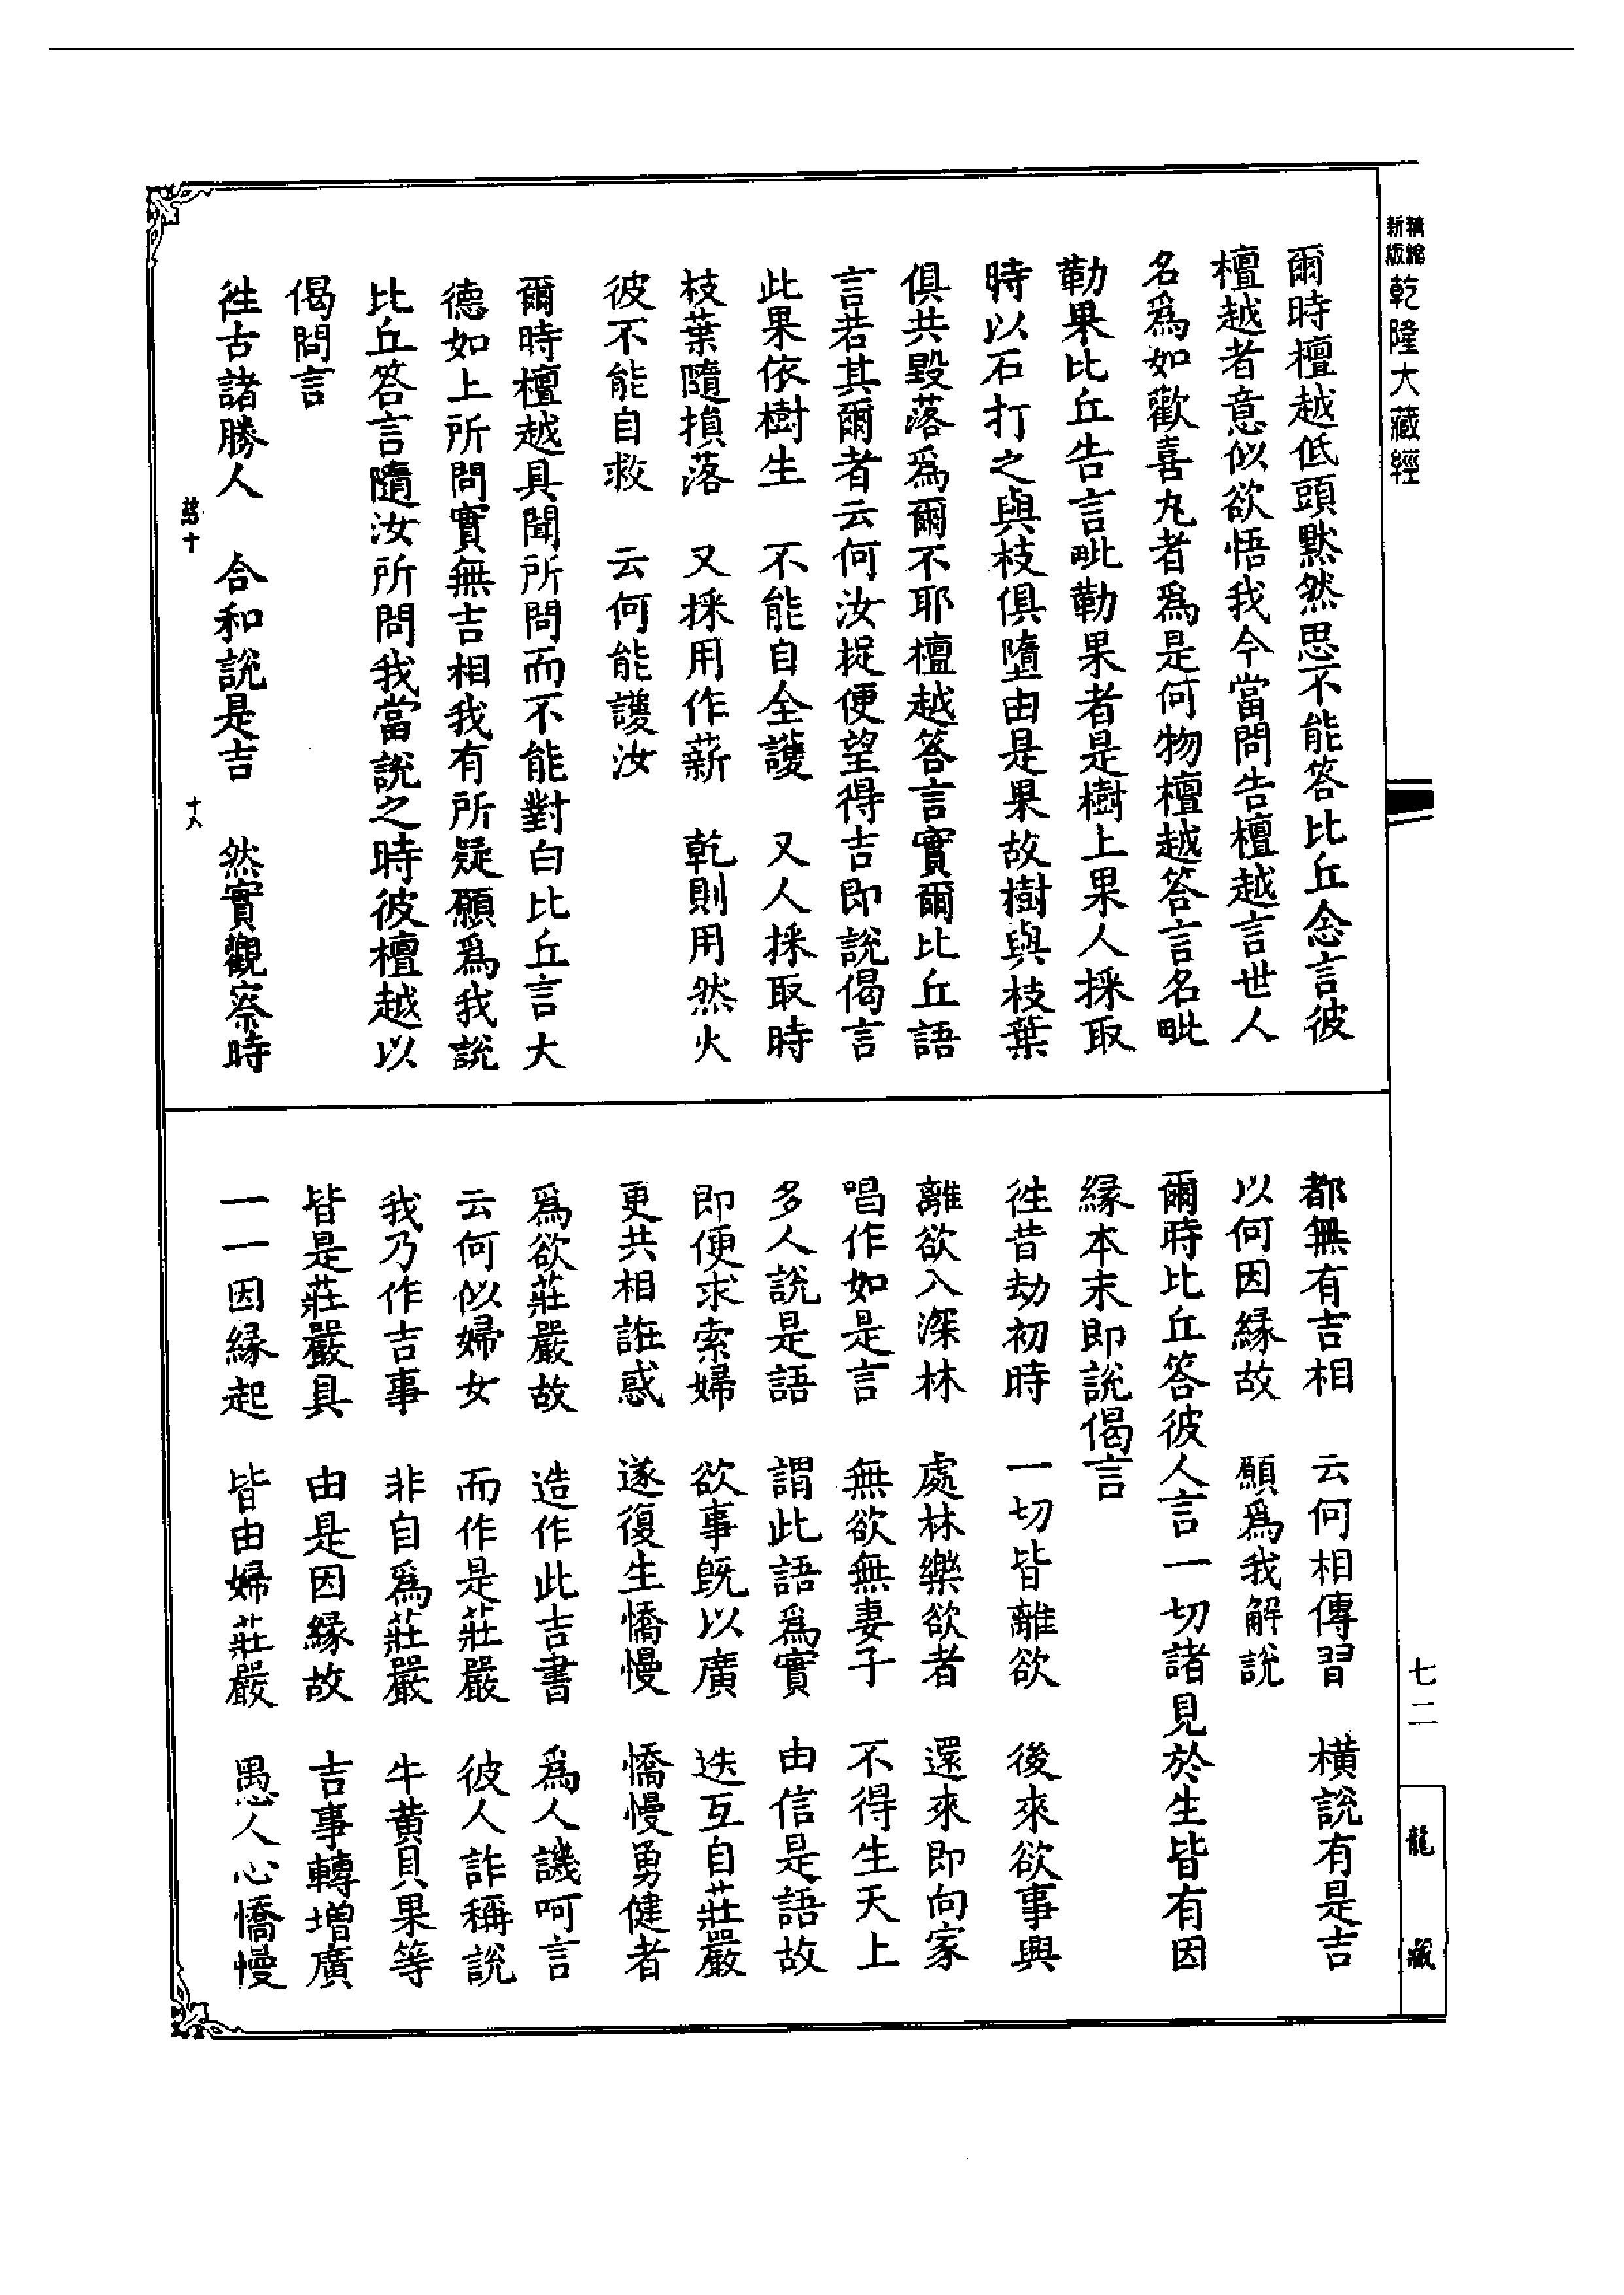 精縮新版
乾隆大藏經
爾時檀越低頭默然思不能答比丘念言彼
檀越者意似欲悟我今當問告檀越言世人
名爲如歡喜丸者爲是何物檀越答言名毗
勒果比丘告言毗勒果者是樹上果人採取
時以石打之與枝俱墮由是果故樹與枝葉
俱共毀落爲爾不耶檀越答言實爾比丘語
言若其爾者云何汝捉便望得吉即說偈言
此果依樹生　不能自全護　又人採取時
枝葉隨損落　又採用作薪　乾則用然火
彼不能自救　云何能護汝
爾時檀越具聞所問而不能對白比丘言大
德如上所問實無吉相我有所疑願爲我說
比丘答言隨汝所問我當說之時彼檀越以
偈問言
徃古諸勝人　合和說是吉　然實觀察時
十八
都無有吉相　云何相傳習　橫說有是吉
以何因緣故　願爲我解說
爾時比丘答彼人言一切諸見於生皆有因
緣本末即說偈言
徃昔劫初時　一切皆離欲　後來欲事興
離欲入深林　處林樂欲者　還來即向家
唱作如是言　無欲無妻子　不得生天上
多人說是語　謂此語爲實　由信是語故
即便求索婦　欲事旣以廣　迭互自莊嚴
更共相誑惑　遂復生憍慢　憍慢勇健者
爲欲莊嚴故　造作此吉書　爲人譏呵言
云何似婦女　而作是莊嚴　彼人詐稱說
我乃作吉事　非自爲莊嚴　牛黃貝果等
皆是莊嚴具　由是因緣故　吉事轉增廣
一一因緣起　皆由婦莊嚴　愚人心憍慢
七二
龍藏